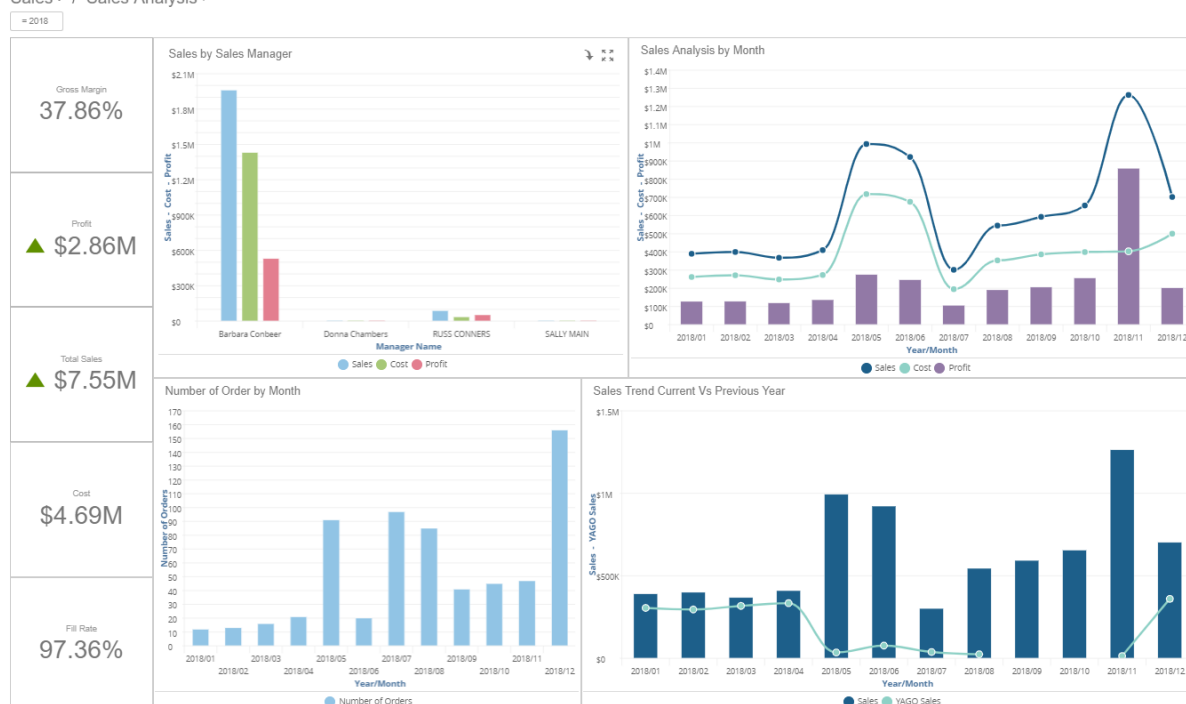 Sales / Sales Analysis
= 2018
Gross Margin
37.86%
Profit
$2.86M
Total Sales
$7.55M
Cost
$4.69M
Fill Rate
97.36%
Sales by Sales Manager
Sales - Cost - Profit
$2.1M
$1.8M
$1.5M
$1.2M
$900K
$600K
$300K
$0
Barbara Conbeer
Donna Chambers
RUSS CONNERS
SALLY MAIN
Manager Name
Sales Cost Profit
Sales Analysis by Month
Sales - Cost - Profit
$1.4M
$1.3M
$1.2M
$1.1M
$1M
$900K
$800K
$700K
$600K
$500K
$400K
$300K
$200K
$100K
$0
2018/01 2018/02 2018/03 2018/04 2018/05 2018/06 2018/07 2018/08 2018/09 2018/10 2018/11 2018/12
Year/Month
Sales Cost Profit
Number of Order by Month
Number of Orders
170
160
150
140
130
120
110
100
90
80
70
60
50
40
30
20
10
0
2018/01 2018/03 2018/05 2018/07 2018/09 2018/11
2018/02 2018/04 2018/06 2018/08 2018/10 2018/12
Year/Month
Number of Orders
Sales Trend Current Vs Previous Year
Sales - YAGO Sales
$1.5M
$1M
$500K
$0
2018/01 2018/02 2018/03 2018/04 2018/05 2018/06 2018/07 2018/08 2018/09 2018/10 2018/11 2018/12
Year/Month
Sales YAGO Sales